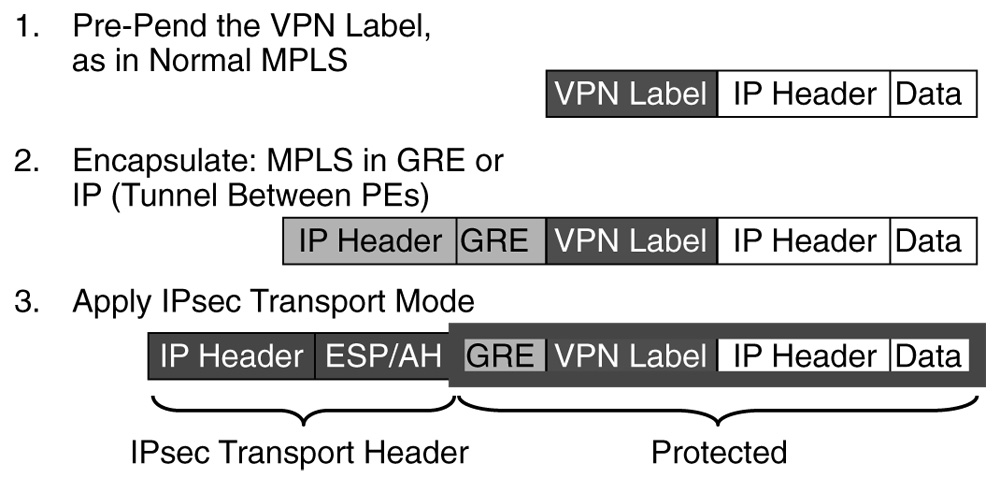 1. Pre-Pend the VPN Label,
as in Normal MPLS
VPN Label IP Header Data
2. Encapsulate: MPLS in GRE or
IP (Tunnel Between PEs)
IP Header GRE VPN Label IP Header Data
3. Apply IPsec Transport Mode
IP Header ESP/AH GRE VPN Label IP Header Data
IPsec Transport Header Protected